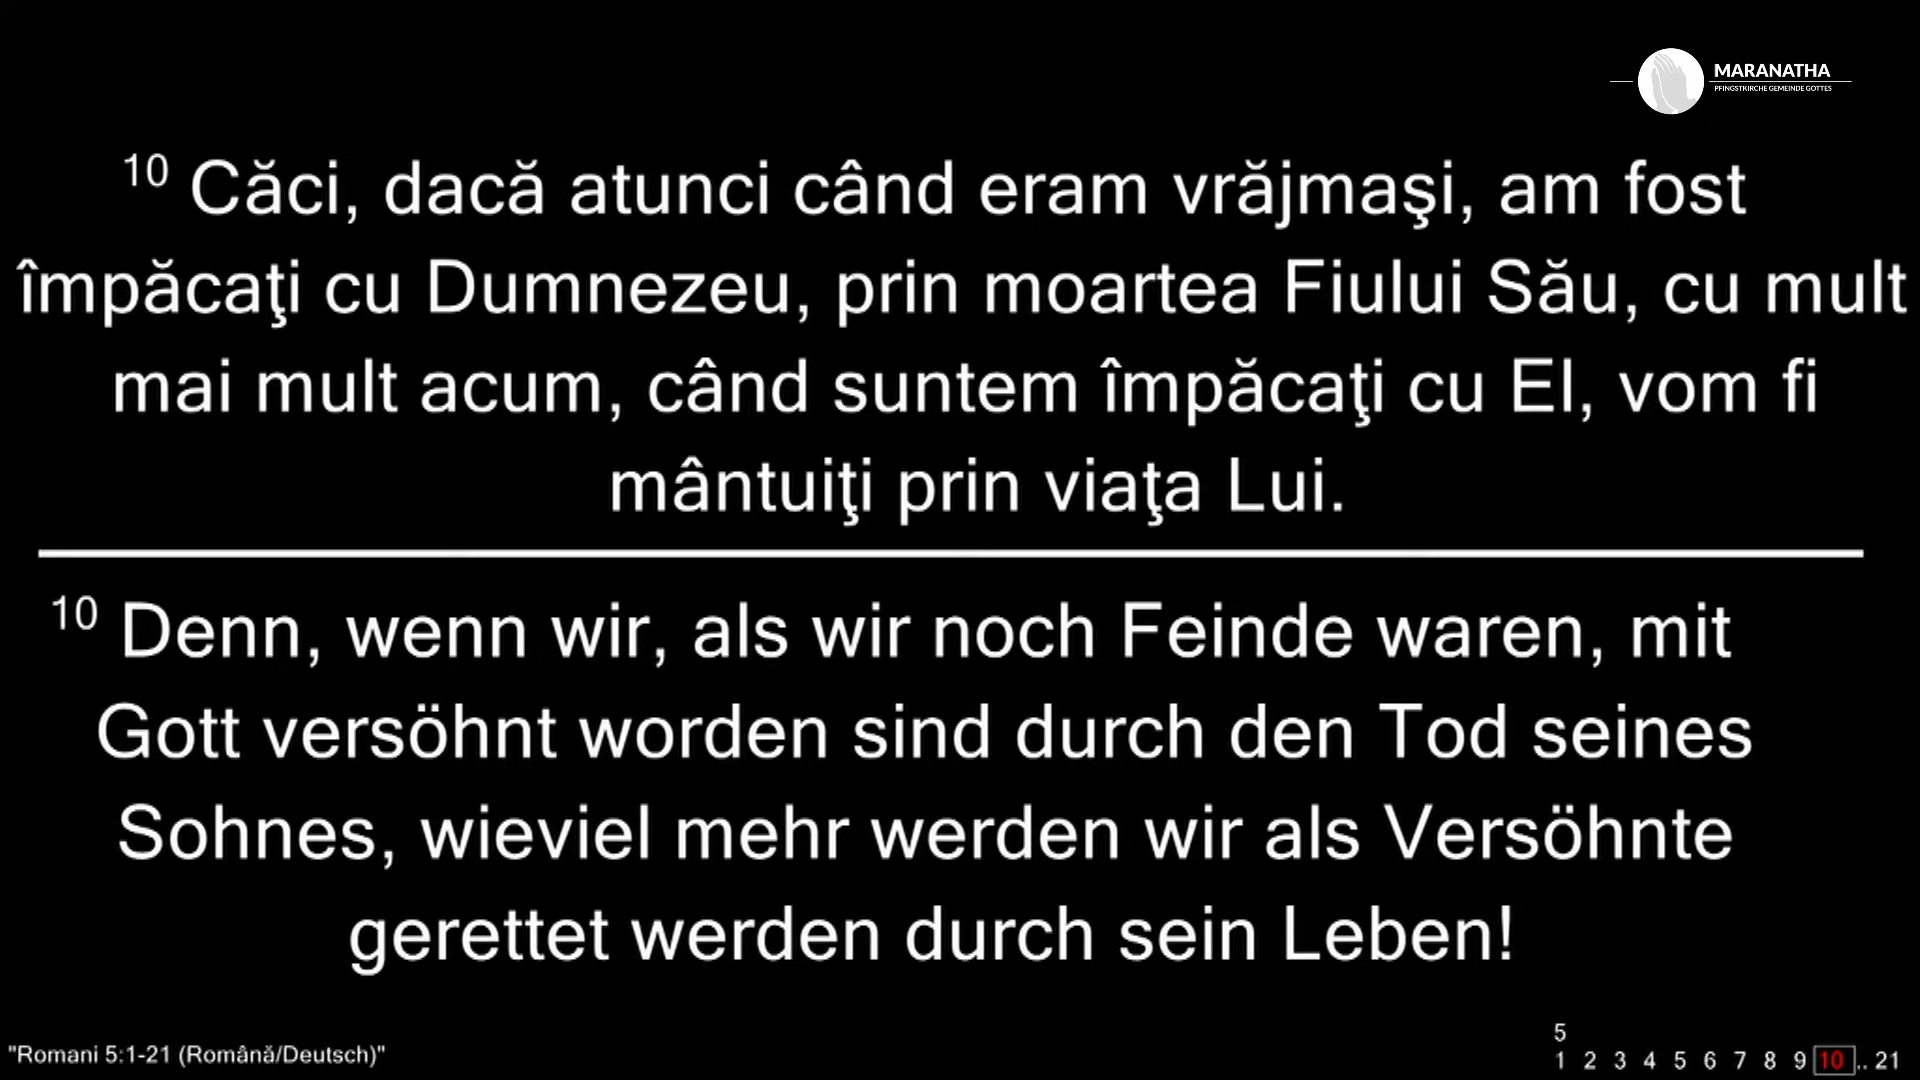 MARANATHA
PFINGSTKIRCHE GEMEINDE GOTTES
10 Căci, dacă atunci când eram vrăjmaşi, am fost
împăcaţi cu Dumnezeu, prin moartea Fiului Său, cu mult
mai mult acum, când suntem împăcaţi cu El, vom fi
mântuiţi prin viaţa Lui.
10 Denn, wenn wir, als wir noch Feinde waren, mit
Gott versöhnt worden sind durch den Tod seines
Sohnes, wieviel mehr werden wir als Versöhnte
gerettet werden durch sein Leben!
"Romani 5:1-21 (Română/Deutsch)"
5
1 2 3 4 5 6 7 8 9 10 .. 21